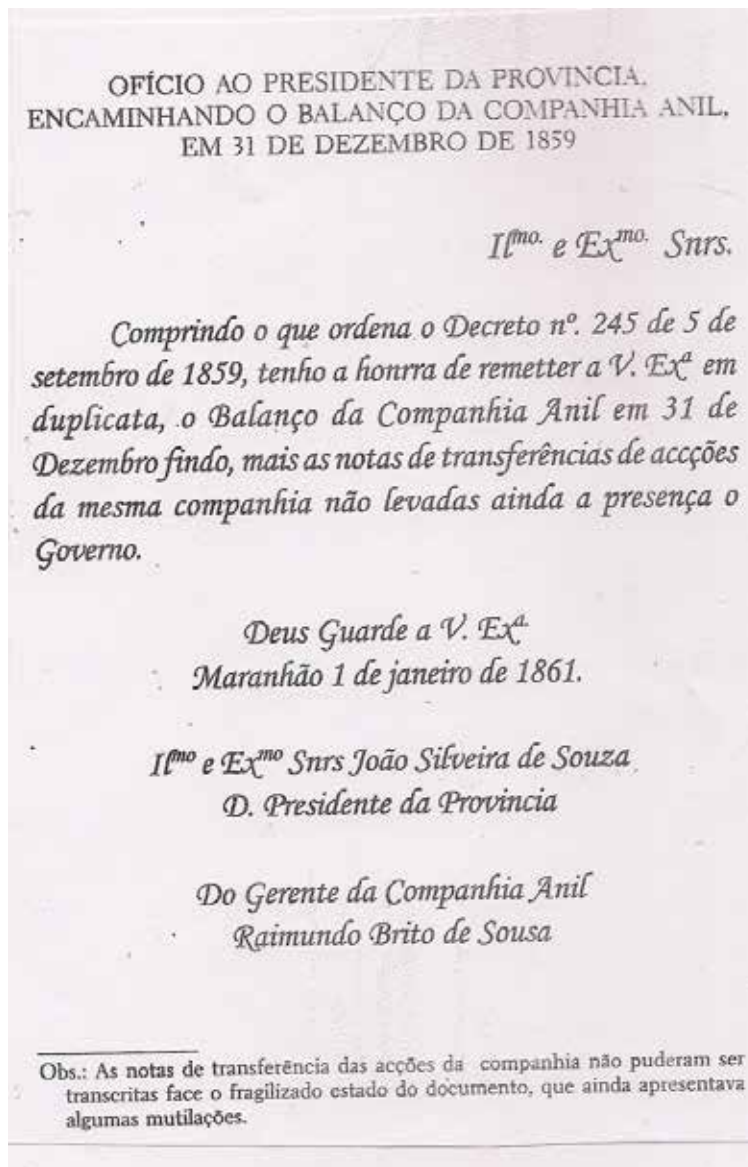 OFÍCIO AO PRESIDENTE DA PROVINCIA,
ENCAMINHANDO O BALANÇO DA COMPANHIA ANIL,
EM 31 DE DEZEMBRO DE 1859
Ilmo. e Exmo. Snrs.
Comprindo o que ordena o Decreto nº. 245 de 5 de
setembro de 1859, tenho a honrra de remetter a V. Exª em
duplicata, o Balanço da Companhia Anil em 31 de
Dezembro findo, mais as notas de transferências de accções
da mesma companhia não levadas ainda a presença o
Governo.
Deus Guarde a V. Exª.
Maranhão 1 de janeiro de 1861.
Ilmo e Exmo Snrs João Silveira de Souza
D. Presidente da Provincia
Do Gerente da Companhia Anil
Raimundo Brito de Sousa
Obs.: As notas de transferência das acções da companhia não puderam ser
transcritas face o fragilizado estado do documento, que ainda apresentava
algumas mutilações.